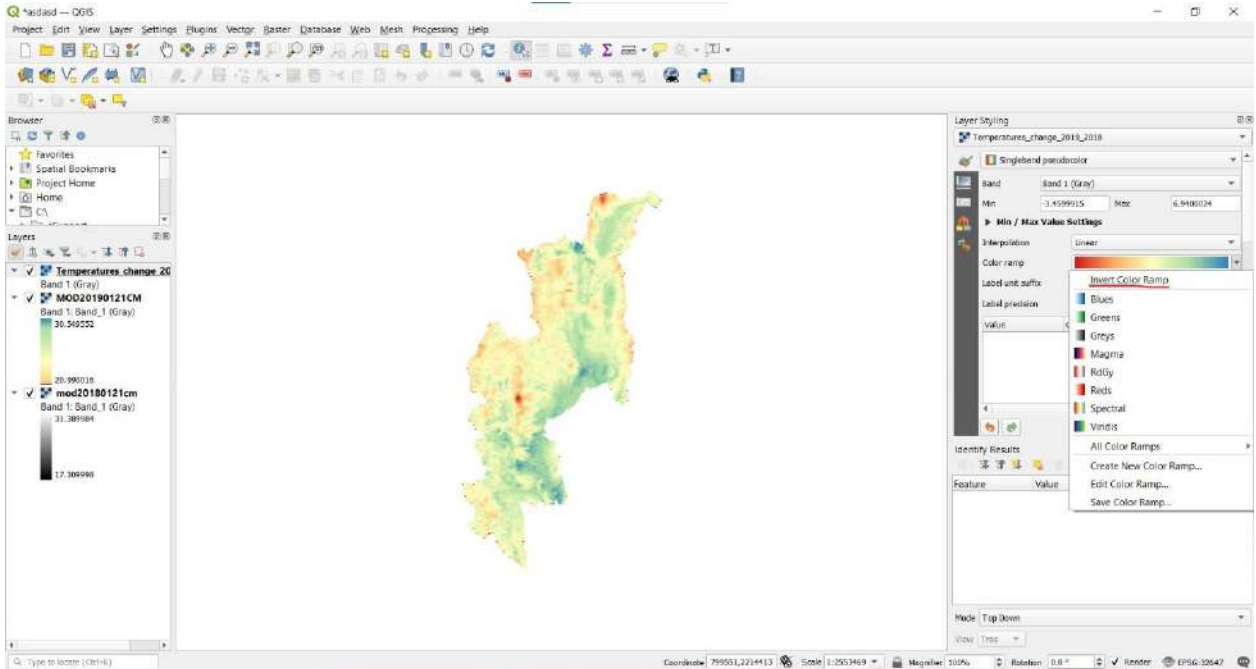 *asdasd — QGIS
Project Edit View Layer Settings Plugins Vector Raster Database Web Mesh Processing Help
Browser
Favorites
Spatial Bookmarks
Project Home
Home
C:\
Layers
Temperatures_change_20
Band 1 (Gray)
MOD20190121CM
Band 1: Band_1 (Gray)
30.549552
20.990016
mod20180121cm
Band 1: Band_1 (Gray)
31.389984
17.309998
Layer Styling
Temperatures_change_2019_2018
Singleband pseudocolor
Band Band 1 (Gray)
Min -3.4599915 Max 6.9400024
Min / Max Value Settings
Interpolation Linear
Color ramp
Label unit suffix
Label precision
Value
Invert Color Ramp
Blues
Greens
Greys
Magma
RdGy
Reds
Spectral
Viridis
All Color Ramps
Create New Color Ramp...
Edit Color Ramp...
Save Color Ramp...
Identify Results
Feature Value
Mode Top Down
View Tree
Type to locate (Ctrl+K)
Coordinate 799551,2214413 Scale 1:2553469 Magnifier 100% Rotation 0.0 ° Render EPSG:32647